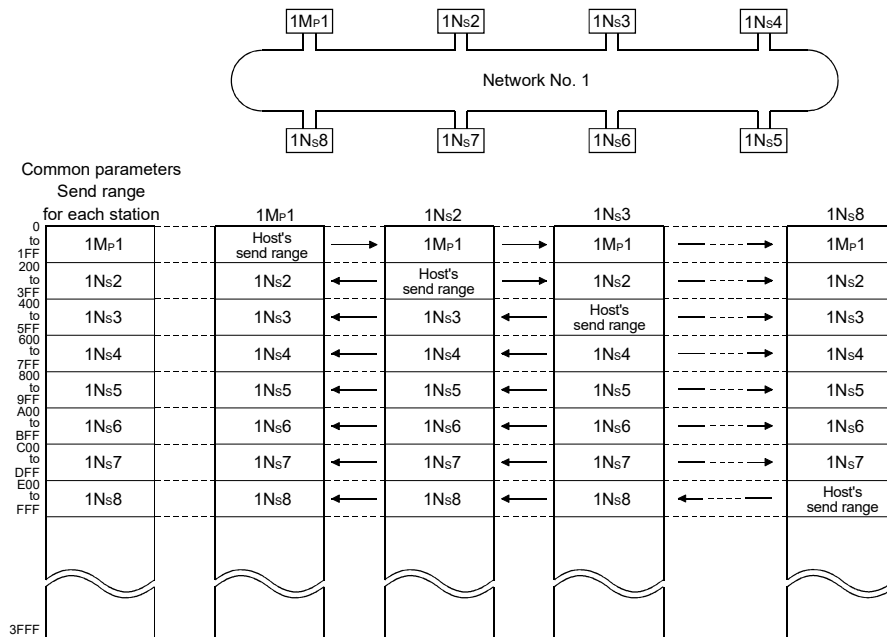 1MP1 1NS2 1NS3 1NS4
Network No. 1
1NS8 1NS7 1NS6 1NS5
Common parameters
Send range
for each station
1MP1 1NS2 1NS3 1NS8
0
to
1FF
1MP1 Host's send range 1MP1 1MP1 1MP1
200
to
3FF
1NS2 1NS2 Host's send range 1NS2 1NS2
400
to
5FF
1NS3 1NS3 1NS3 Host's send range 1NS3
600
to
7FF
1NS4 1NS4 1NS4 1NS4 1NS4
800
to
9FF
1NS5 1NS5 1NS5 1NS5 1NS5
A00
to
BFF
1NS6 1NS6 1NS6 1NS6 1NS6
C00
to
DFF
1NS7 1NS7 1NS7 1NS7 1NS7
E00
to
FFF
1NS8 1NS8 1NS8 1NS8 Host's send range
3FFF